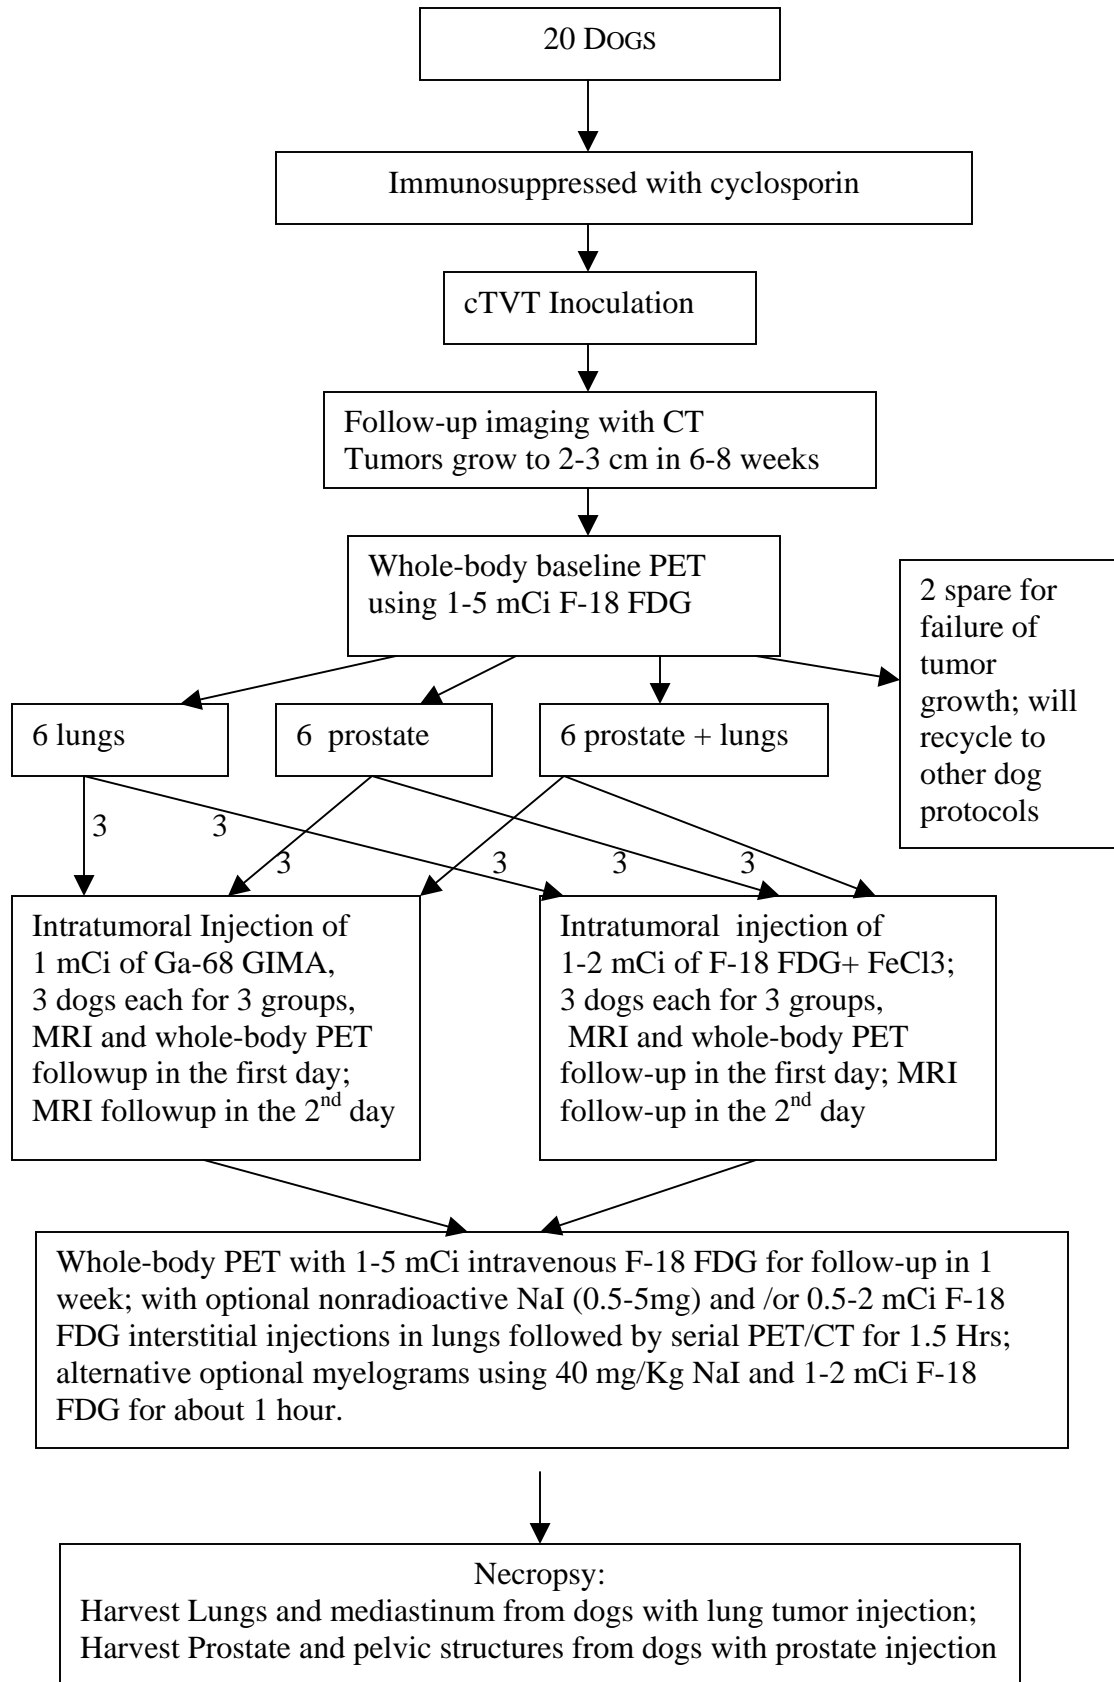 20 DOGS
Immunosuppressed with cyclosporin
cTVT Inoculation
Follow-up imaging with CT
Tumors grow to 2-3 cm in 6-8 weeks
Whole-body baseline PET
using 1-5 mCi F-18 FDG
2 spare for
failure of
tumor
growth; will
recycle to
other dog
protocols
6 lungs
6 prostate
6 prostate + lungs
3
3
3
3
3
3
Intratumoral Injection of
1 mCi of Ga-68 GIMA,
3 dogs each for 3 groups,
MRI and whole-body PET
followup in the first day;
MRI followup in the 2nd day
Intratumoral injection of
1-2 mCi of F-18 FDG+ FeCl3;
3 dogs each for 3 groups,
MRI and whole-body PET
follow-up in the first day; MRI
follow-up in the 2nd day
Whole-body PET with 1-5 mCi intravenous F-18 FDG for follow-up in 1
week; with optional nonradioactive NaI (0.5-5mg) and /or 0.5-2 mCi F-18
FDG interstitial injections in lungs followed by serial PET/CT for 1.5 Hrs;
alternative optional myelograms using 40 mg/Kg NaI and 1-2 mCi F-18
FDG for about 1 hour.
Necropsy:
Harvest Lungs and mediastinum from dogs with lung tumor injection;
Harvest Prostate and pelvic structures from dogs with prostate injection